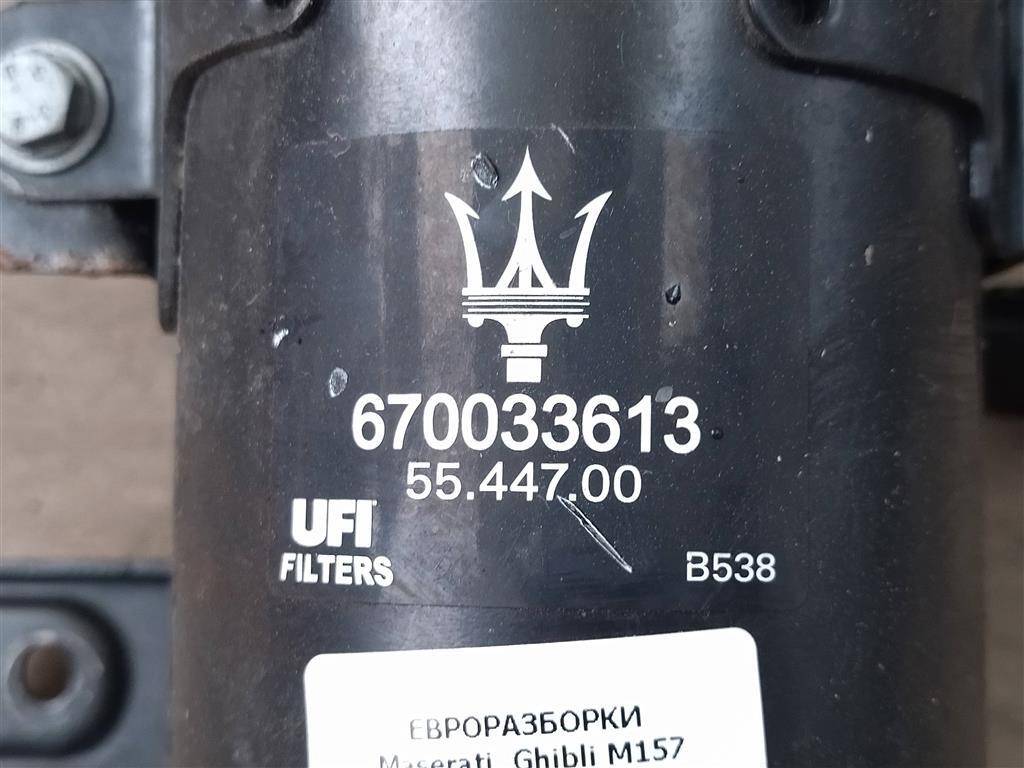 670033613
55.447.00
UFI
FILTERS
B538
ЕВРОРАЗБОРКИ
Maserati Ghibli M157